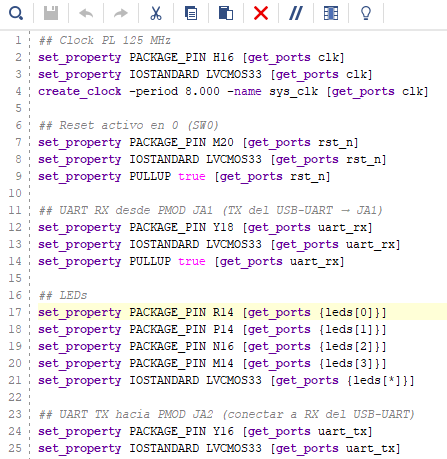 1 ## Clock PL 125 MHz
2 set_property PACKAGE_PIN H16 [get_ports clk]
3 set_property IOSTANDARD LVCMOS33 [get_ports clk]
4 create_clock -period 8.000 -name sys_clk [get_ports clk]
5
6 ## Reset activo en 0 (SW0)
7 set_property PACKAGE_PIN M20 [get_ports rst_n]
8 set_property IOSTANDARD LVCMOS33 [get_ports rst_n]
9 set_property PULLUP true [get_ports rst_n]
10
11 ## UART RX desde PMOD JA1 (TX del USB-UART → JA1)
12 set_property PACKAGE_PIN Y18 [get_ports uart_rx]
13 set_property IOSTANDARD LVCMOS33 [get_ports uart_rx]
14 set_property PULLUP true [get_ports uart_rx]
15
16 ## LEDs
17 set_property PACKAGE_PIN R14 [get_ports {leds[0]}]
18 set_property PACKAGE_PIN P14 [get_ports {leds[1]}]
19 set_property PACKAGE_PIN N16 [get_ports {leds[2]}]
20 set_property PACKAGE_PIN M14 [get_ports {leds[3]}]
21 set_property IOSTANDARD LVCMOS33 [get_ports {leds[*]}]
22
23 ## UART TX hacia PMOD JA2 (conectar a RX del USB-UART)
24 set_property PACKAGE_PIN Y16 [get_ports uart_tx]
25 set_property IOSTANDARD LVCMOS33 [get_ports uart_tx]